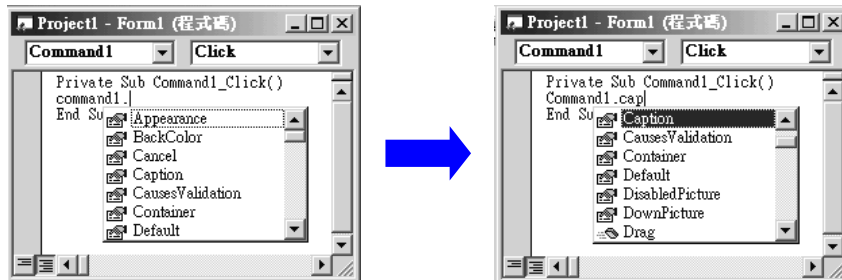 Project1 - Form1 (程式碼)
Command1 Click
Private Sub Command1_Click()
command1.
End Su
Appearance
BackColor
Cancel
Caption
CausesValidation
Container
Default
Project1 - Form1 (程式碼)
Command1 Click
Private Sub Command1_Click()
Command1.cap
End Su
Caption
CausesValidation
Container
Default
DisabledPicture
DownPicture
Drag